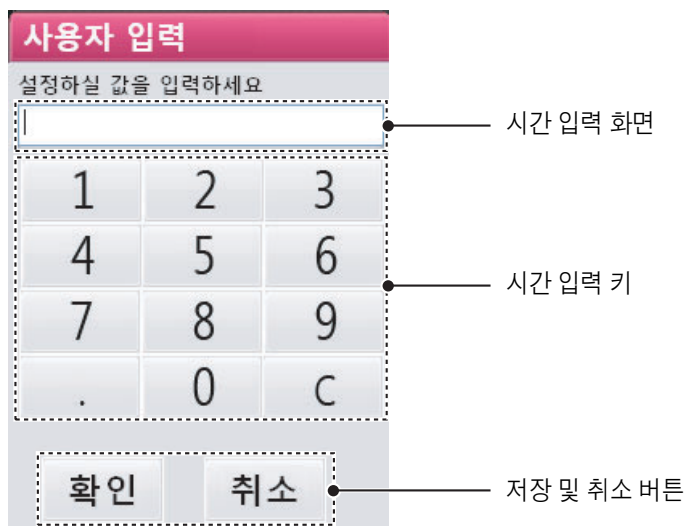 사용자 입력
설정하실 값을 입력하세요
시간 입력 화면
1 2 3
4 5 6
시간 입력 키
7 8 9
. 0 C
확인 취소
저장 및 취소 버튼